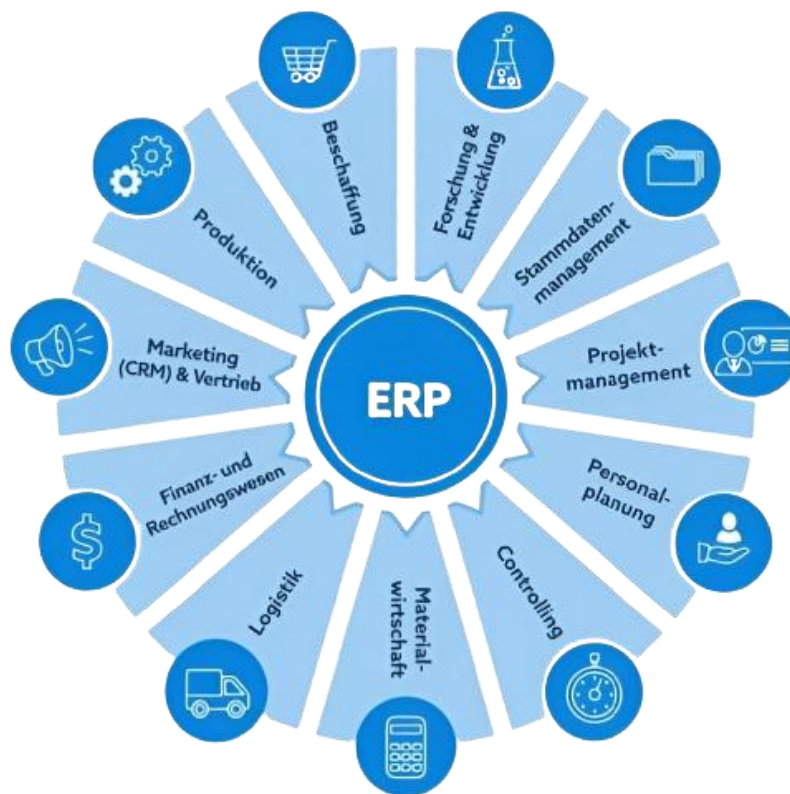 Beschaffung
Forschung &
Entwicklung
Stammdaten-
management
Projekt-
management
Personal-
planung
Controlling
Material-
wirtschaft
Logistik
Finanz- und
Rechnungswesen
Marketing
(CRM) & Vertrieb
Produktion
ERP